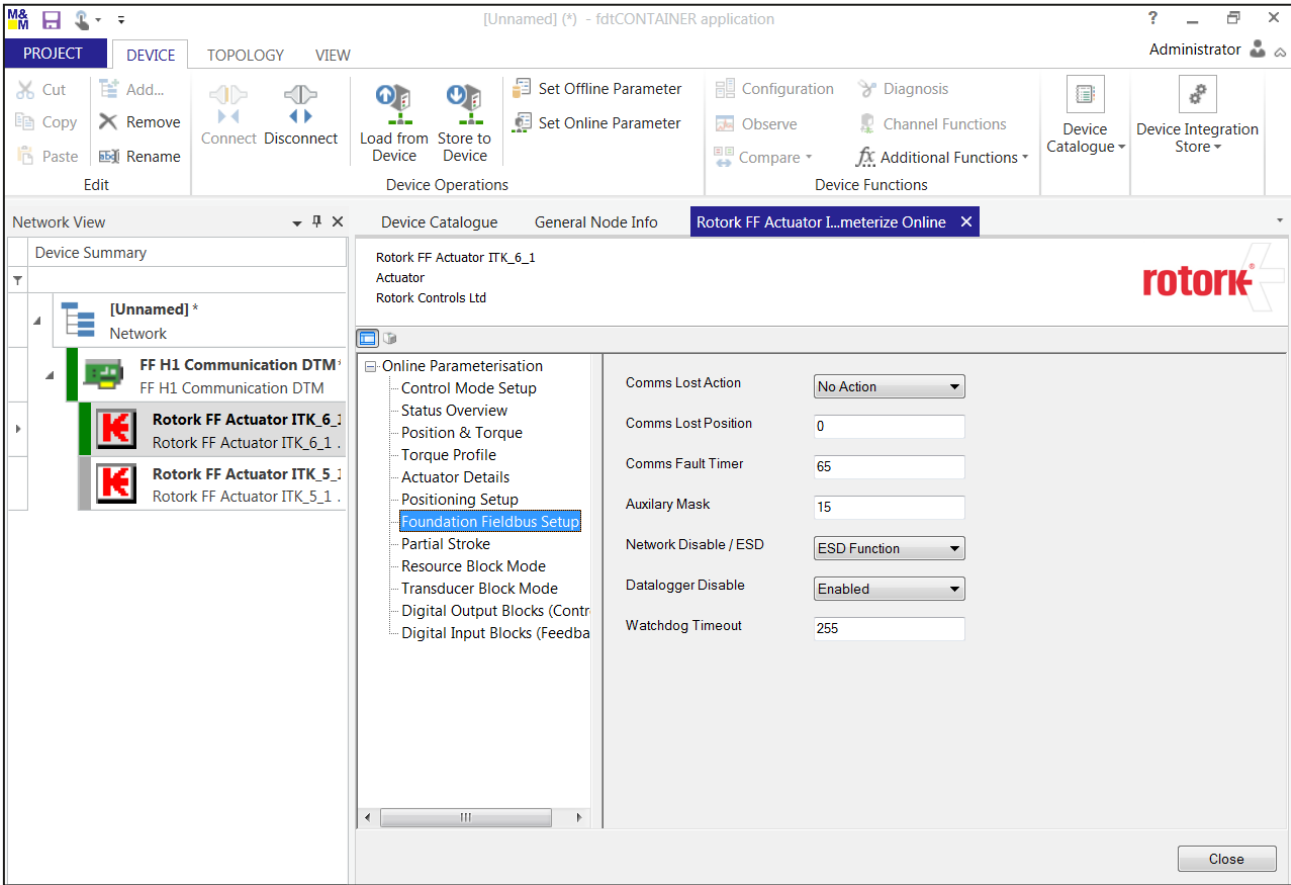 M&M
[Unnamed] (*) - fdtCONTAINER application
?
PROJECT DEVICE TOPOLOGY VIEW
Administrator
Cut
Copy
Paste
Add...
Remove
Rename
Edit
Connect Disconnect
Load from Device
Store to Device
Device Operations
Set Offline Parameter
Set Online Parameter
Configuration
Observe
Compare
Diagnosis
Channel Functions
fx Additional Functions
Device Functions
Device Catalogue
Device Integration Store
Network View
Device Summary
[Unnamed] *
Network
FF H1 Communication DTM*
FF H1 Communication DTM
Rotork FF Actuator ITK_6_1
Rotork FF Actuator ITK_6_1 .
Rotork FF Actuator ITK_5_1
Rotork FF Actuator ITK_5_1 .
Device Catalogue General Node Info Rotork FF Actuator I...meterize Online
Rotork FF Actuator ITK_6_1
Actuator
Rotork Controls Ltd
rotork
Online Parameterisation
Control Mode Setup
Status Overview
Position & Torque
Torque Profile
Actuator Details
Positioning Setup
Foundation Fieldbus Setup
Partial Stroke
Resource Block Mode
Transducer Block Mode
Digital Output Blocks (Contr
Digital Input Blocks (Feedba
Comms Lost Action No Action
Comms Lost Position 0
Comms Fault Timer 65
Auxilary Mask 15
Network Disable / ESD ESD Function
Datalogger Disable Enabled
Watchdog Timeout 255
Close